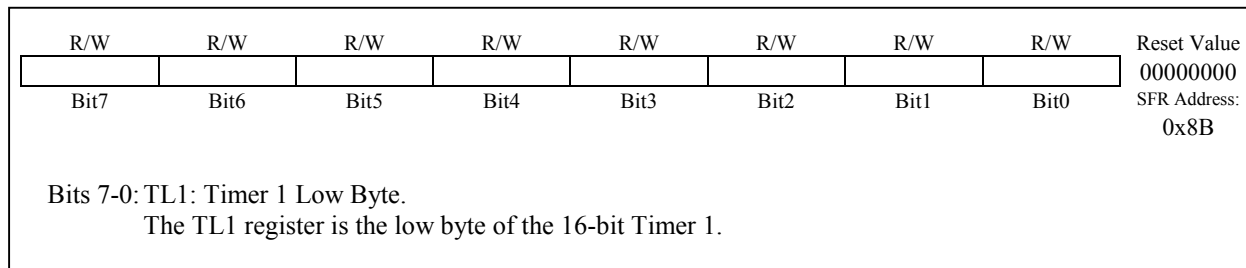 R/W R/W R/W R/W R/W R/W R/W R/W Reset Value
00000000
Bit7 Bit6 Bit5 Bit4 Bit3 Bit2 Bit1 Bit0 SFR Address:
0x8B
Bits 7-0: TL1: Timer 1 Low Byte.
The TL1 register is the low byte of the 16-bit Timer 1.